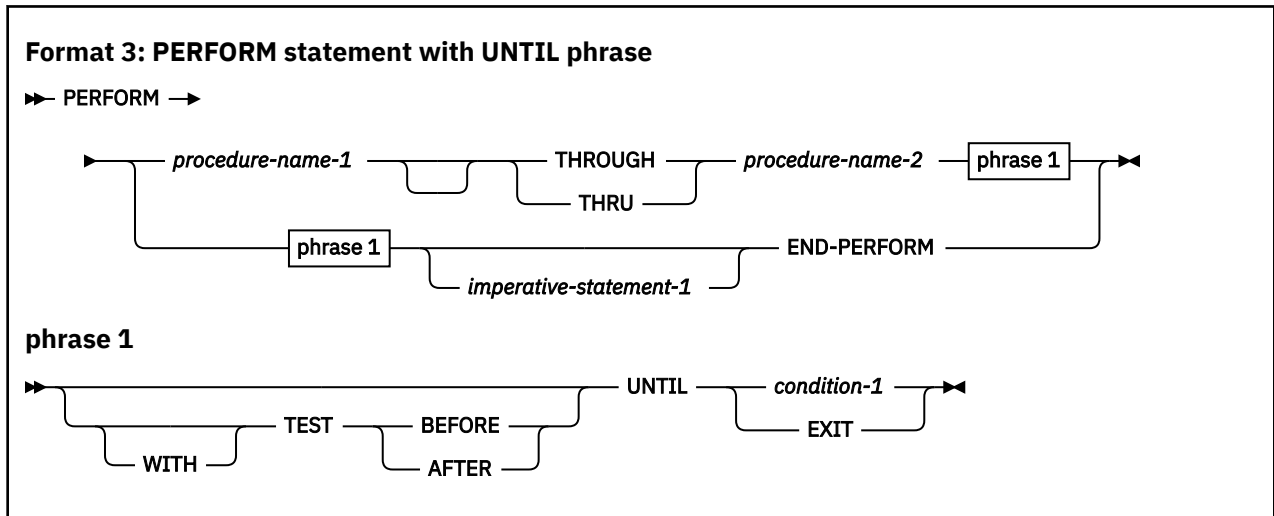 Format 3: PERFORM statement with UNTIL phrase
PERFORM
procedure-name-1 THROUGH procedure-name-2 phrase 1
THRU
phrase 1 END-PERFORM
imperative-statement-1
phrase 1
UNTIL condition-1
TEST BEFORE EXIT
WITH AFTER